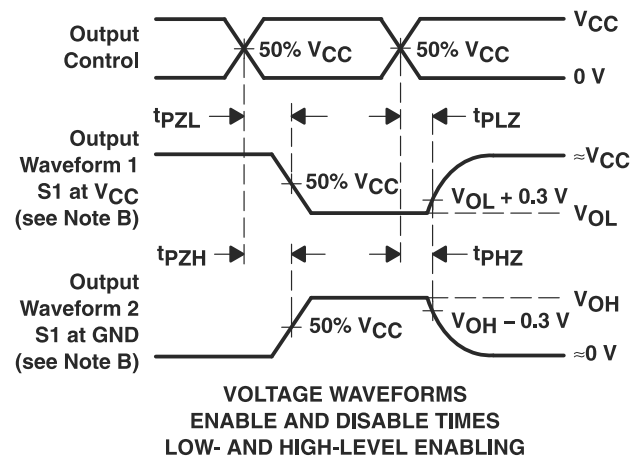 Output
Control
50% VCC
50% VCC
VCC
0 V
tPZL
tPLZ
Output
Waveform 1
S1 at VCC
(see Note B)
50% VCC
≈VCC
VOL + 0.3 V
VOL
tPZH
tPHZ
Output
Waveform 2
S1 at GND
(see Note B)
50% VCC
VOH
VOH – 0.3 V
≈0 V
VOLTAGE WAVEFORMS
ENABLE AND DISABLE TIMES
LOW- AND HIGH-LEVEL ENABLING